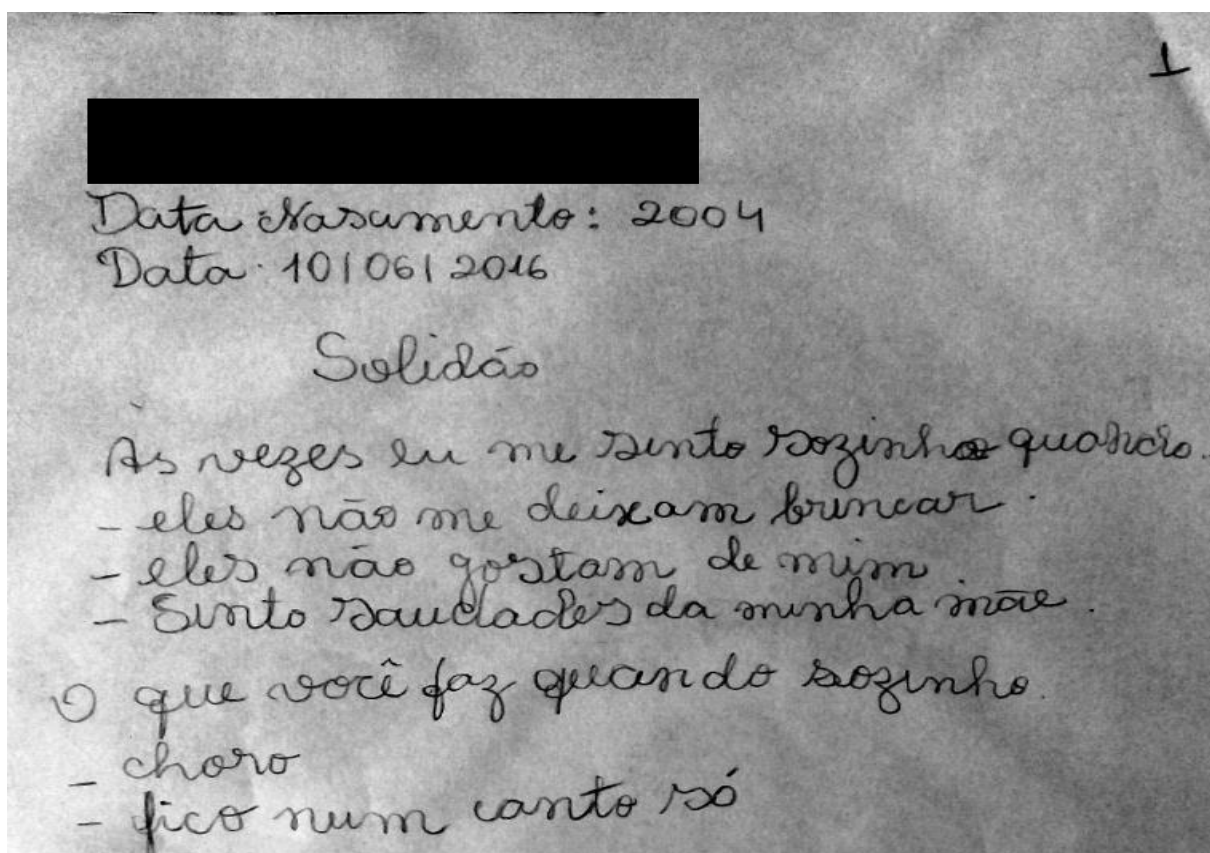 1
Data Nascimento: 2004
Data 10/06/2016
Solidão
Às vezes eu me sinto sozinho quando.
- eles não me deixam brincar.
- eles não gostam de mim.
- Sinto saudades da minha mãe.
O que você faz quando sozinho.
- choro
- fico num canto só